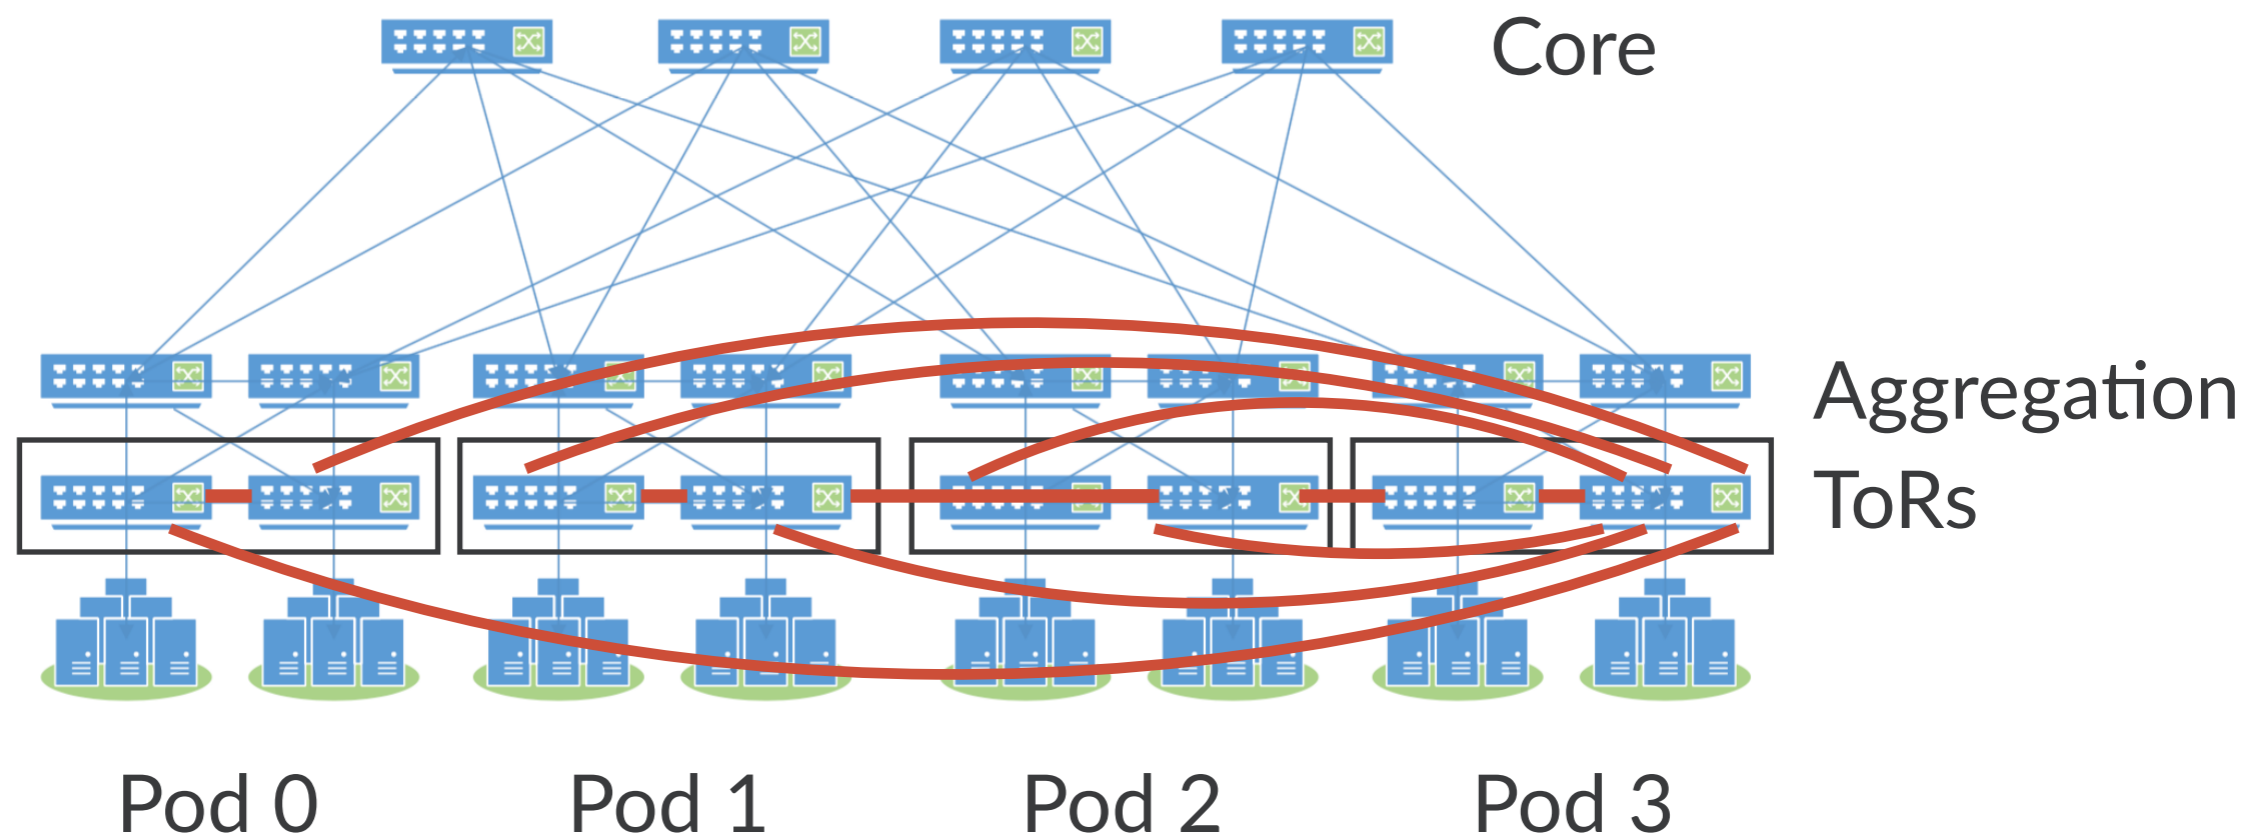 Core
Aggregation
ToRs
Pod 0
Pod 1
Pod 2
Pod 3